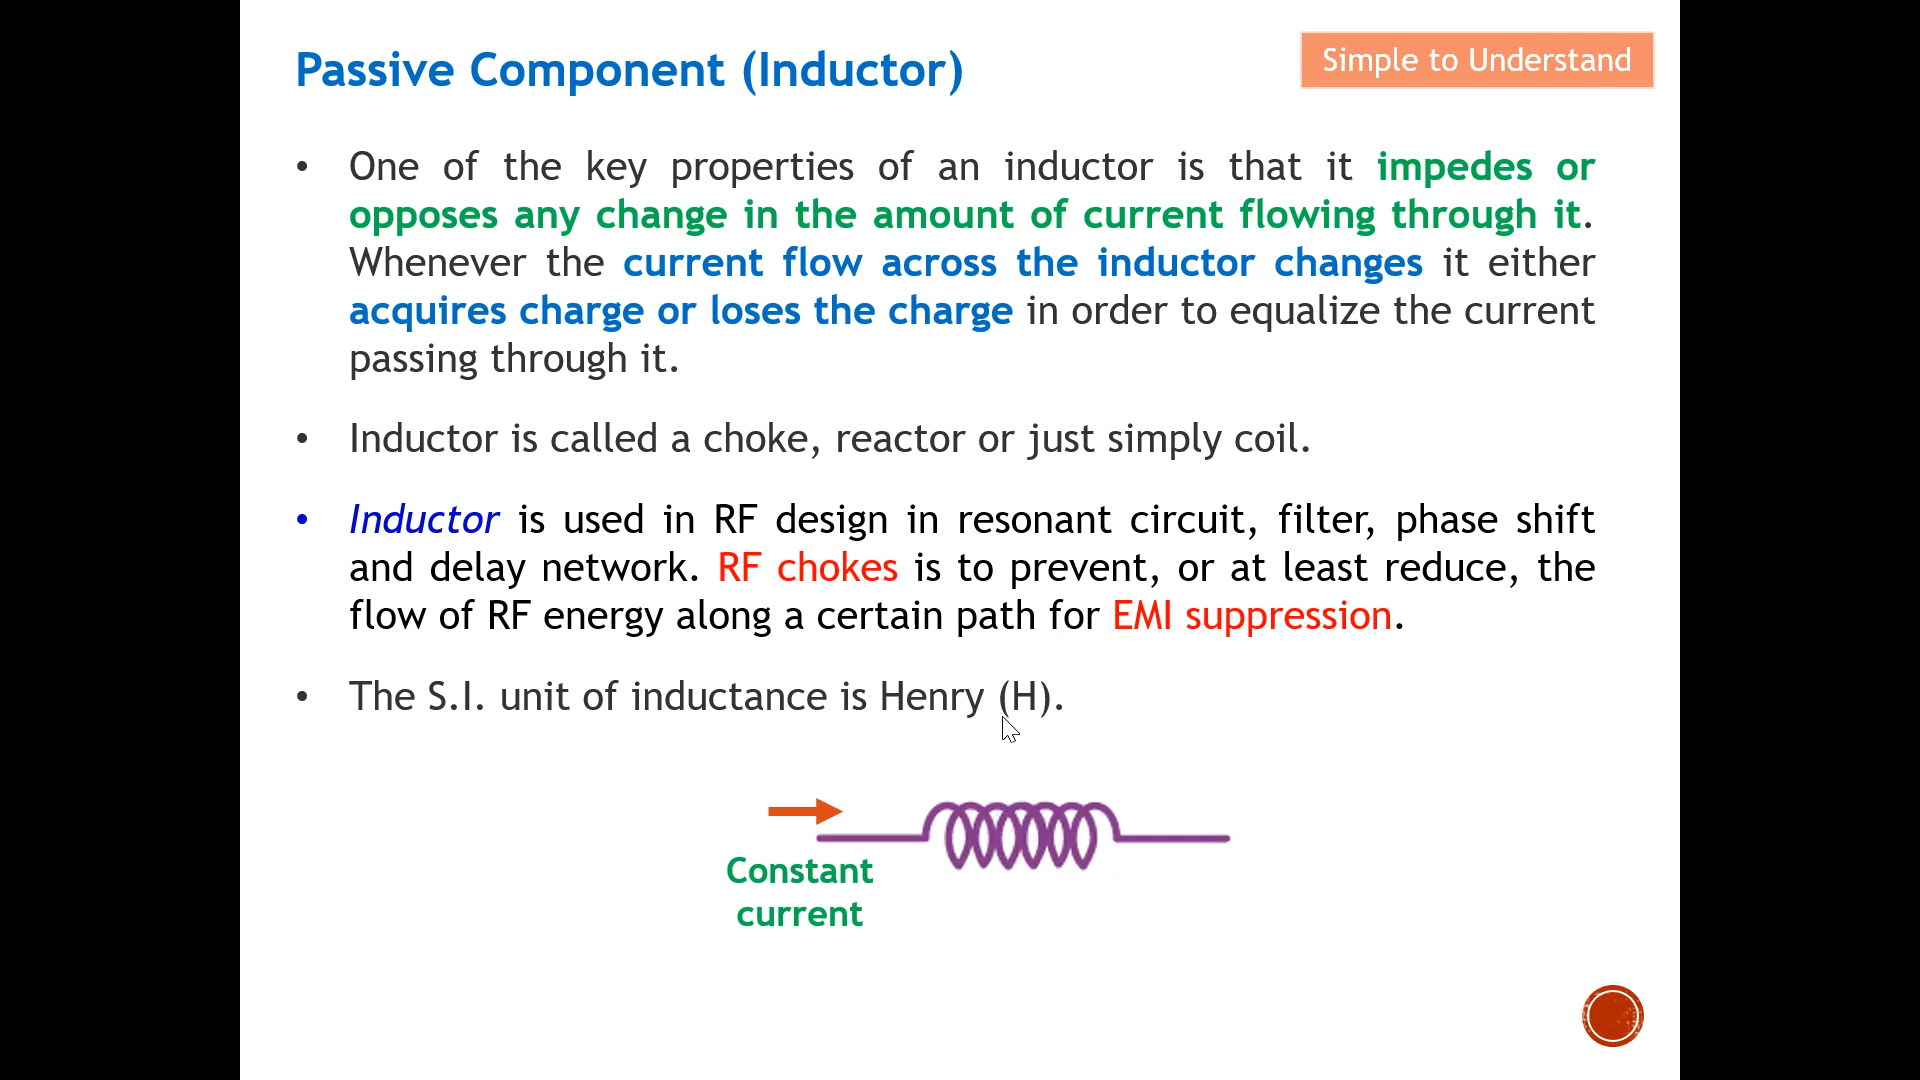 Passive Component (Inductor)
Simple to Understand
• One of the key properties of an inductor is that it impedes or
opposes any change in the amount of current flowing through it.
Whenever the current flow across the inductor changes it either
acquires charge or loses the charge in order to equalize the current
passing through it.
• Inductor is called a choke, reactor or just simply coil.
• Inductor is used in RF design in resonant circuit, filter, phase shift
and delay network. RF chokes is to prevent, or at least reduce, the
flow of RF energy along a certain path for EMI suppression.
• The S.I. unit of inductance is Henry (H).
Constant
current